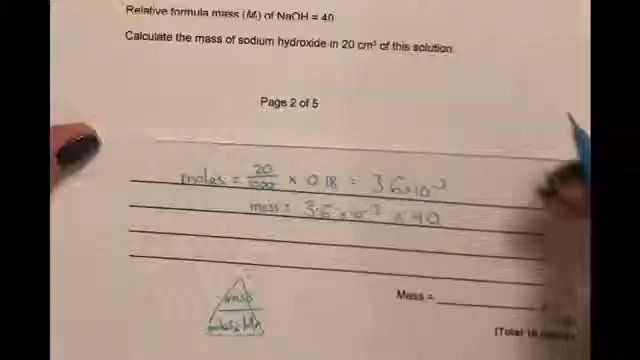 Relative formula mass (Mr) of NaOH = 40
Calculate the mass of sodium hydroxide in 20 cm³ of this solution.
Page 2 of 5
moles = 20/1000 × 0.18 = 3.6×10⁻³
mass = 3.6 × 10⁻³ × 40
mass
moles × Mr
Mass =
(Total 16